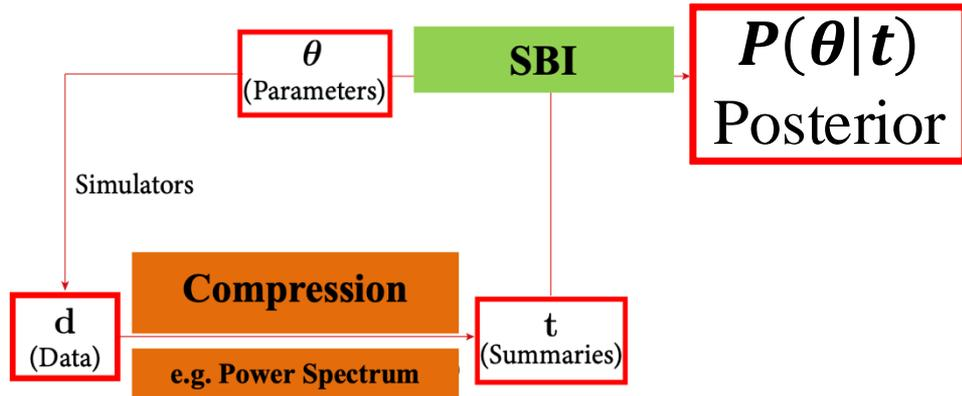 θ
(Parameters)
SBI
P(θ|t)
Posterior
Simulators
Compression
d
(Data)
t
(Summaries)
e.g. Power Spectrum